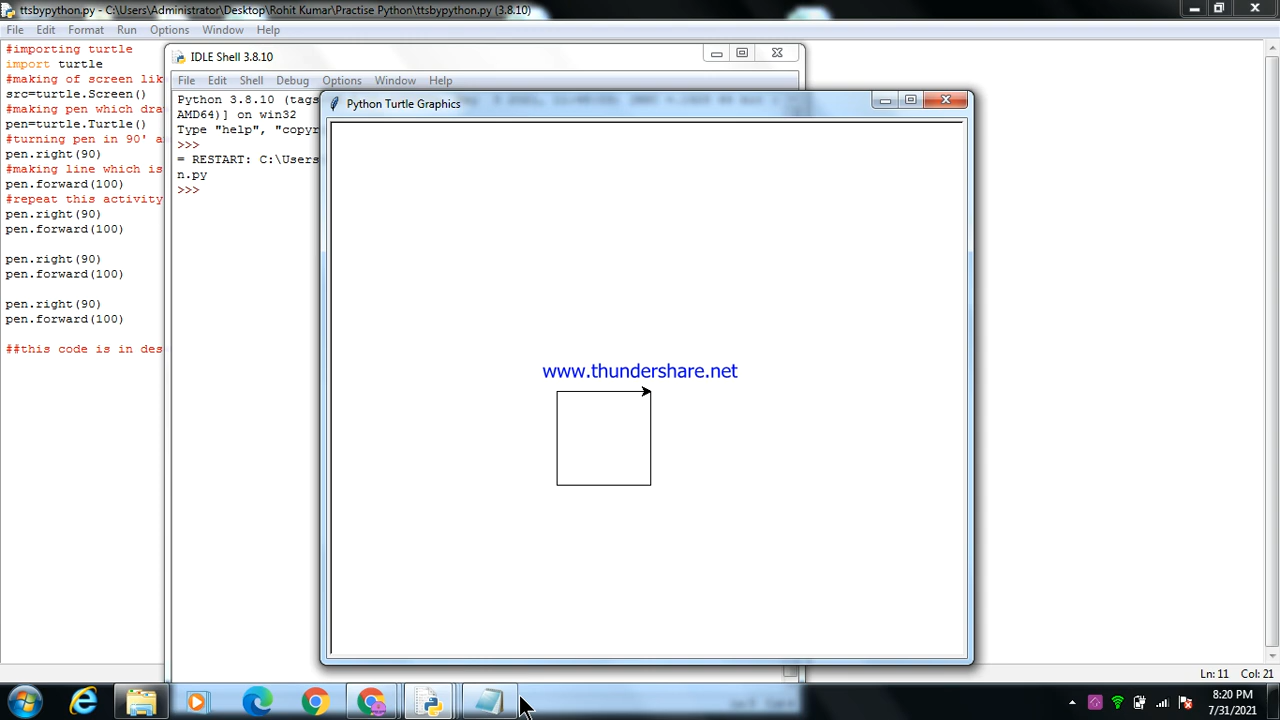 ttsbypython.py - C:\Users\Administrator\Desktop\Rohit Kumar\Practise Python\ttsbypython.py (3.8.10)
File Edit Format Run Options Window Help
#importing turtle
import turtle
#making of screen lik
src=turtle.Screen()
#making pen which dra
pen=turtle.Turtle()
#turning pen in 90' a
pen.right(90)
#making line which is
pen.forward(100)
#repeat this activity
pen.right(90)
pen.forward(100)
pen.right(90)
pen.forward(100)
pen.right(90)
pen.forward(100)
##this code is in des
IDLE Shell 3.8.10
File Edit Shell Debug Options Window Help
Python 3.8.10 (tags
AMD64)] on win32
Type "help", "copyr
>>>
= RESTART: C:\Users
n.py
>>>
Python Turtle Graphics
www.thundershare.net
Ln: 11 Col: 21
8:20 PM
7/31/2021